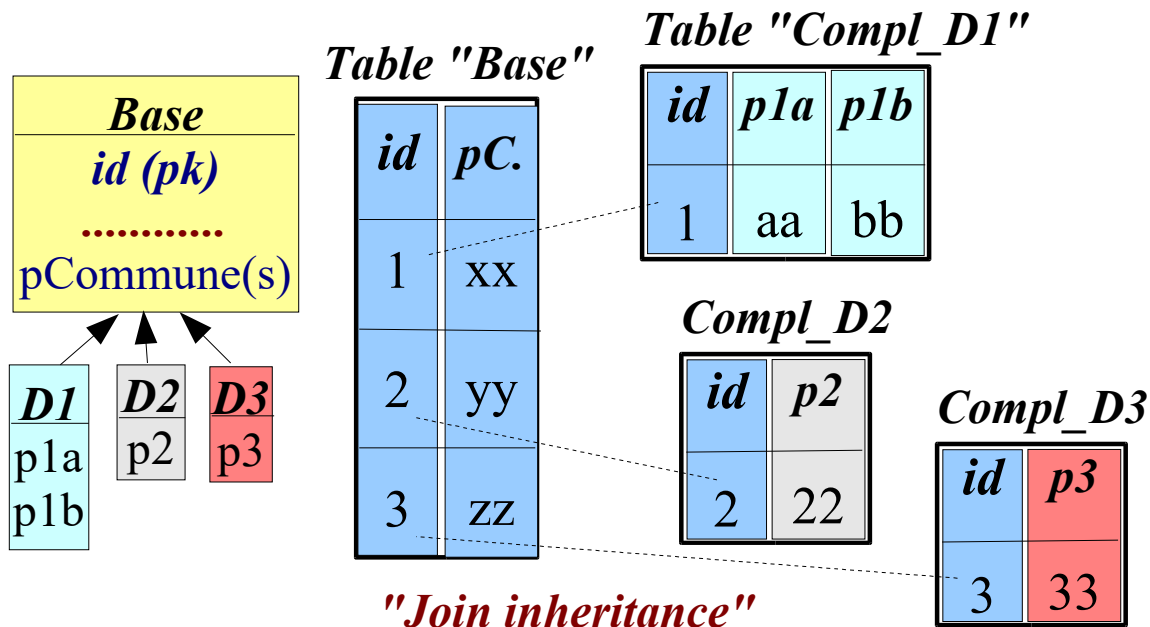 Base
id (pk)
............
pCommune(s)
D1
p1a
p1b
D2
p2
D3
p3
Table "Base"
id pC.
1 xx
2 yy
3 zz
Table "Compl_D1"
id p1a p1b
1 aa bb
Compl_D2
id p2
2 22
Compl_D3
id p3
3 33
"Join inheritance"